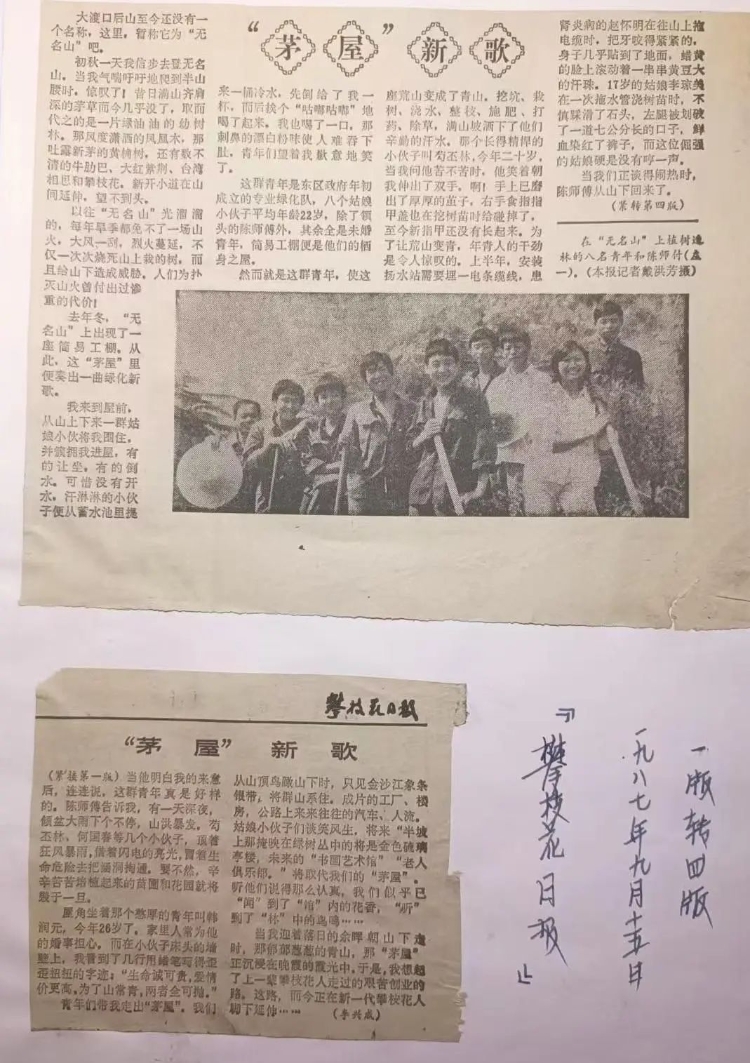 “茅屋”新歌
大渡口后山至今还没有一
个名称，这里，暂称它为“无
名山”吧。
初秋一天我信步去登无名
山。当我气喘吁吁地爬到半山
腰时，惊叹了！昔日满山齐肩
深的茅草而今几乎没了，取而
代之的是一片绿油油的幼树
林。那风度潇洒的凤凰木，那
吐露新芽的黄桷树，还有数不
清的牛肋巴、大红紫荆、台湾
相思和攀枝花。新开小道在山
间延伸，望不到头。
以往“无名山”光溜溜
的，每年旱季都免不了一场山
火，大风一刮，烈火蔓延，不
仅一次次烧死山上我的树，而
且给山下造成威胁。人们为扑
灭山火曾付出过惨
重的代价！
去年冬，“无
名山”上出现了一
座简易工棚。从
此，这“茅屋”里
便奏出一曲绿化新
歌。
我来到屋前，
从山上下来一群姑
娘小伙将我围住，
并簇拥我进屋，有
的让坐，有的倒
水。可惜没有开
水，汗淋淋的小伙
子便从蓄水池里提
来一桶冷水，先倒给了我一
杯，而后挨个“咕嘟咕嘟”地
喝了起来。我也喝了一口，那
刺鼻的漂白粉味使人难吞下
肚，青年们望着我歉意地笑
了。
这群青年是东区政府年初
成立的专业绿化队，八个姑娘
小伙子平均年龄22岁，除了领
头的陈师傅外，其余全是未婚
青年，简易工棚便是他们的栖
身之屋。
然而就是这群青年，使这
座荒山变成了青山。挖坑、栽
树、浇水、整枝、施肥、打
药、除草，满山坡洒下了他们
辛勤的汗水。那个长得精悍的
小伙子叫苟丕林，今年二十岁，
当我问他苦不苦时，他笑着朝
我伸出了双手，啊！手上已磨
出了厚厚的茧子，右手食指指
甲盖也在挖树苗时给碰掉了，
至今新指甲还没有长起来。为
了让荒山变青，年青人的干劲
是令人惊叹的。上半年，安装
扬水站需要埋一电条缆线，患
肾炎病的赵怀明在往山上拖
电缆时，把牙咬得紧紧的，
身子几乎贴到了地面，蜡黄
的脸上滚动着一串串黄豆大
的汗珠。17岁的姑娘李琼英
在一次拖水管浇树苗时，不
慎踩滑了石头，左腿被划破
了一道七公分长的口子，鲜
血染红了裤子，而这位倔强
的姑娘硬是没有哼一声。
当我们正谈得闹热时，
陈师傅从山下回来了。
（紧转第四版）
在“无名山”上植树造
林的八名青年和陈师付（左
一）。（本报记者戴洪芳摄）
攀枝花日报
“茅屋”新歌
（紧接第一版）当他明白我的来意
后，连连说，这群青年真是好样
的。陈师傅告诉我，有一天深夜，
倾盆大雨下个不停，山洪暴发，苟
丕林、何国春等几个小伙子，顶着
狂风暴雨，借着闪电的亮光，冒着生
命危险去把涵洞沟通。要不然，辛
辛苦苦培植起来的苗圃和花园就将
毁于一旦。
屋角坐着那个憨厚的青年叫韩
润元，今年26岁了，家里人常为他
的婚事担心，而在小伙子床头的墙
壁上，我看到了几行用蜡笔写得歪
歪扭扭的字迹：“生命诚可贵，爱情
价更高，为了山常青，两者全可抛。”
青年们带我走出“茅屋”。我们
从山顶鸟瞰山下时，只见金沙江象条
银带，将群山系住。成片的工厂、楼
房，公路上来来往往的汽车、人流。
姑娘小伙子们谈笑风生，将来“半坡
上那掩映在绿树丛中的将是金色琉璃
亭楼，未来的‘书画艺术馆’‘老人
俱乐部。’将取代我们的“茅屋”。
听他们说得那么认真，我们似乎已
“闻”到了“馆”内的花香，“听”
到了“林”中的鸟鸣……
当我迎着落日的余晖朝山下走
时，那郁郁葱葱的青山，那“茅屋”
正沉浸在晚霞的霞光中。于是，我想起
了上一辈攀枝花人走过的艰苦创业的
路。这路，而今正在新一代攀枝花人
脚下延伸……（李兴成）
一版转四版
一九八七年九月十五日
『攀枝花日报』